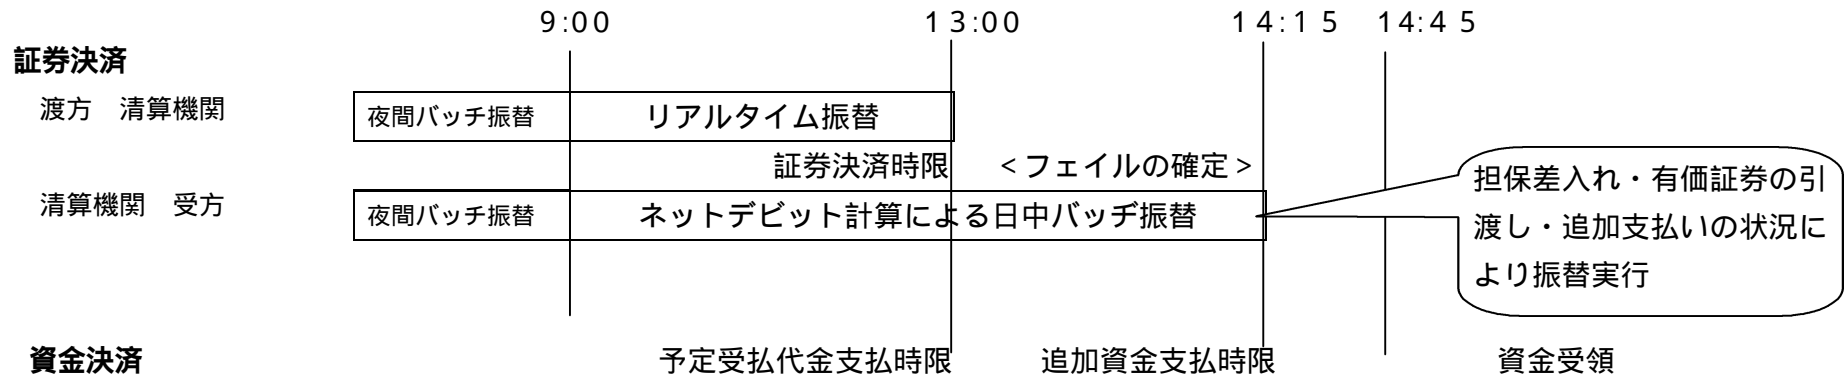 9:00 13:00 14:15 14:45
証券決済
渡方 清算機関 夜間バッチ振替 リアルタイム振替
証券決済時限 <フェイルの確定>
清算機関 受方 夜間バッチ振替 ネットデビット計算による日中バッヂ振替
担保差入れ・有価証券の引
渡し・追加支払いの状況に
より振替実行
資金決済 予定受払代金支払時限 追加資金支払時限 資金受領